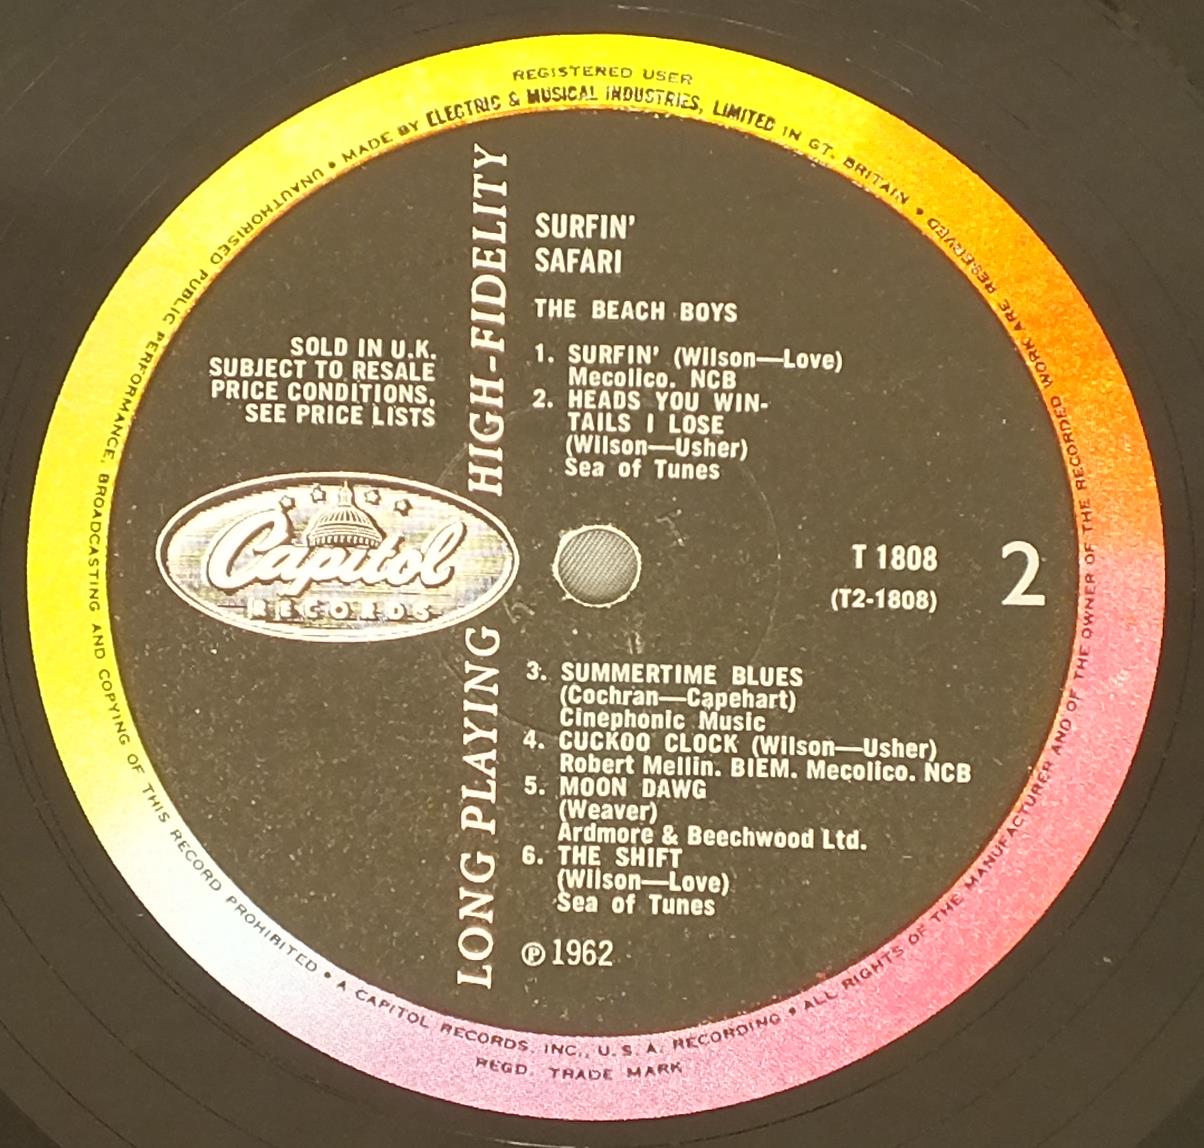 REGISTERED USER
MADE BY ELECTRIC & MUSICAL INDUSTRIES, LIMITED IN GT. BRITAIN • ALL RIGHTS OF THE MANUFACTURER AND OF THE OWNER OF THE RECORDED WORK ARE RESERVED •
UNAUTHORISED PUBLIC PERFORMANCE, BROADCASTING AND COPYING OF THIS RECORD PROHIBITED • A CAPITOL RECORDS, INC., U. S. A. RECORDING •
REGD. TRADE MARK
LONG PLAYING HIGH-FIDELITY
SURFIN'
SAFARI
THE BEACH BOYS
1. SURFIN' (Wilson—Love)
Mecolico. NCB
2. HEADS YOU WIN-
TAILS I LOSE
(Wilson—Usher)
Sea of Tunes
SOLD IN U.K.
SUBJECT TO RESALE
PRICE CONDITIONS,
SEE PRICE LISTS
Capitol
RECORDS
T 1808
(T2-1808)
2
3. SUMMERTIME BLUES
(Cochran—Capehart)
Cinephonic Music
4. CUCKOO CLOCK (Wilson—Usher)
Robert Mellin. BIEM. Mecolico. NCB
5. MOON DAWG
(Weaver)
Ardmore & Beechwood Ltd.
6. THE SHIFT
(Wilson—Love)
Sea of Tunes
℗ 1962